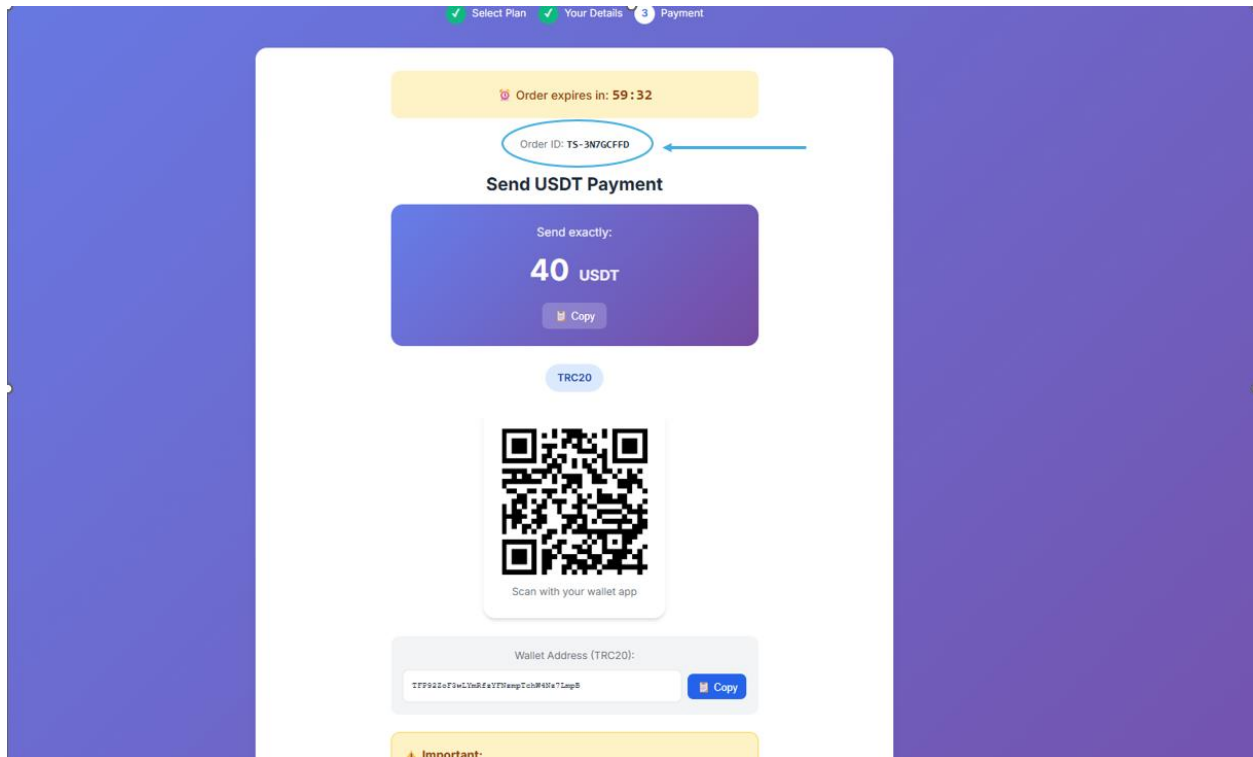 Select Plan Your Details 3 Payment
Order expires in: 59:32
Order ID: TS-3N7GCFFD
Send USDT Payment
Send exactly:
40 USDT
Copy
TRC20
Scan with your wallet app
Wallet Address (TRC20):
Copy
Important: